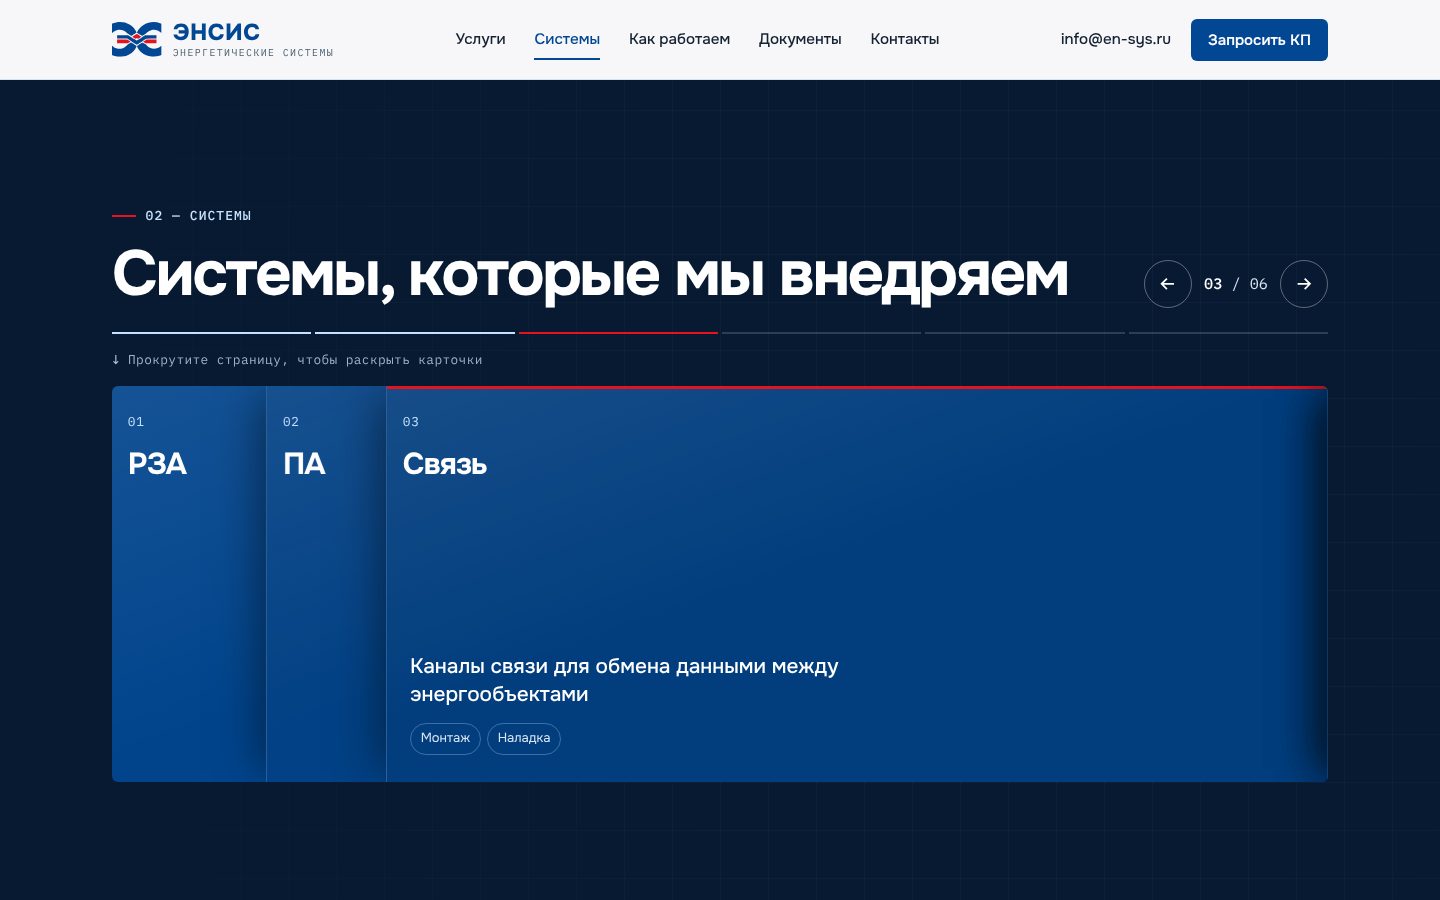 ЭНСИС
ЭНЕРГЕТИЧЕСКИЕ СИСТЕМЫ
Услуги
Системы
Как работаем
Документы
Контакты
info@en-sys.ru
Запросить КП
02 — СИСТЕМЫ
Системы, которые мы внедряем
← 03 / 06 →
↓ Прокрутите страницу, чтобы раскрыть карточки
01
РЗА
02
ПА
03
Связь
Каналы связи для обмена данными между
энергообъектами
Монтаж
Наладка